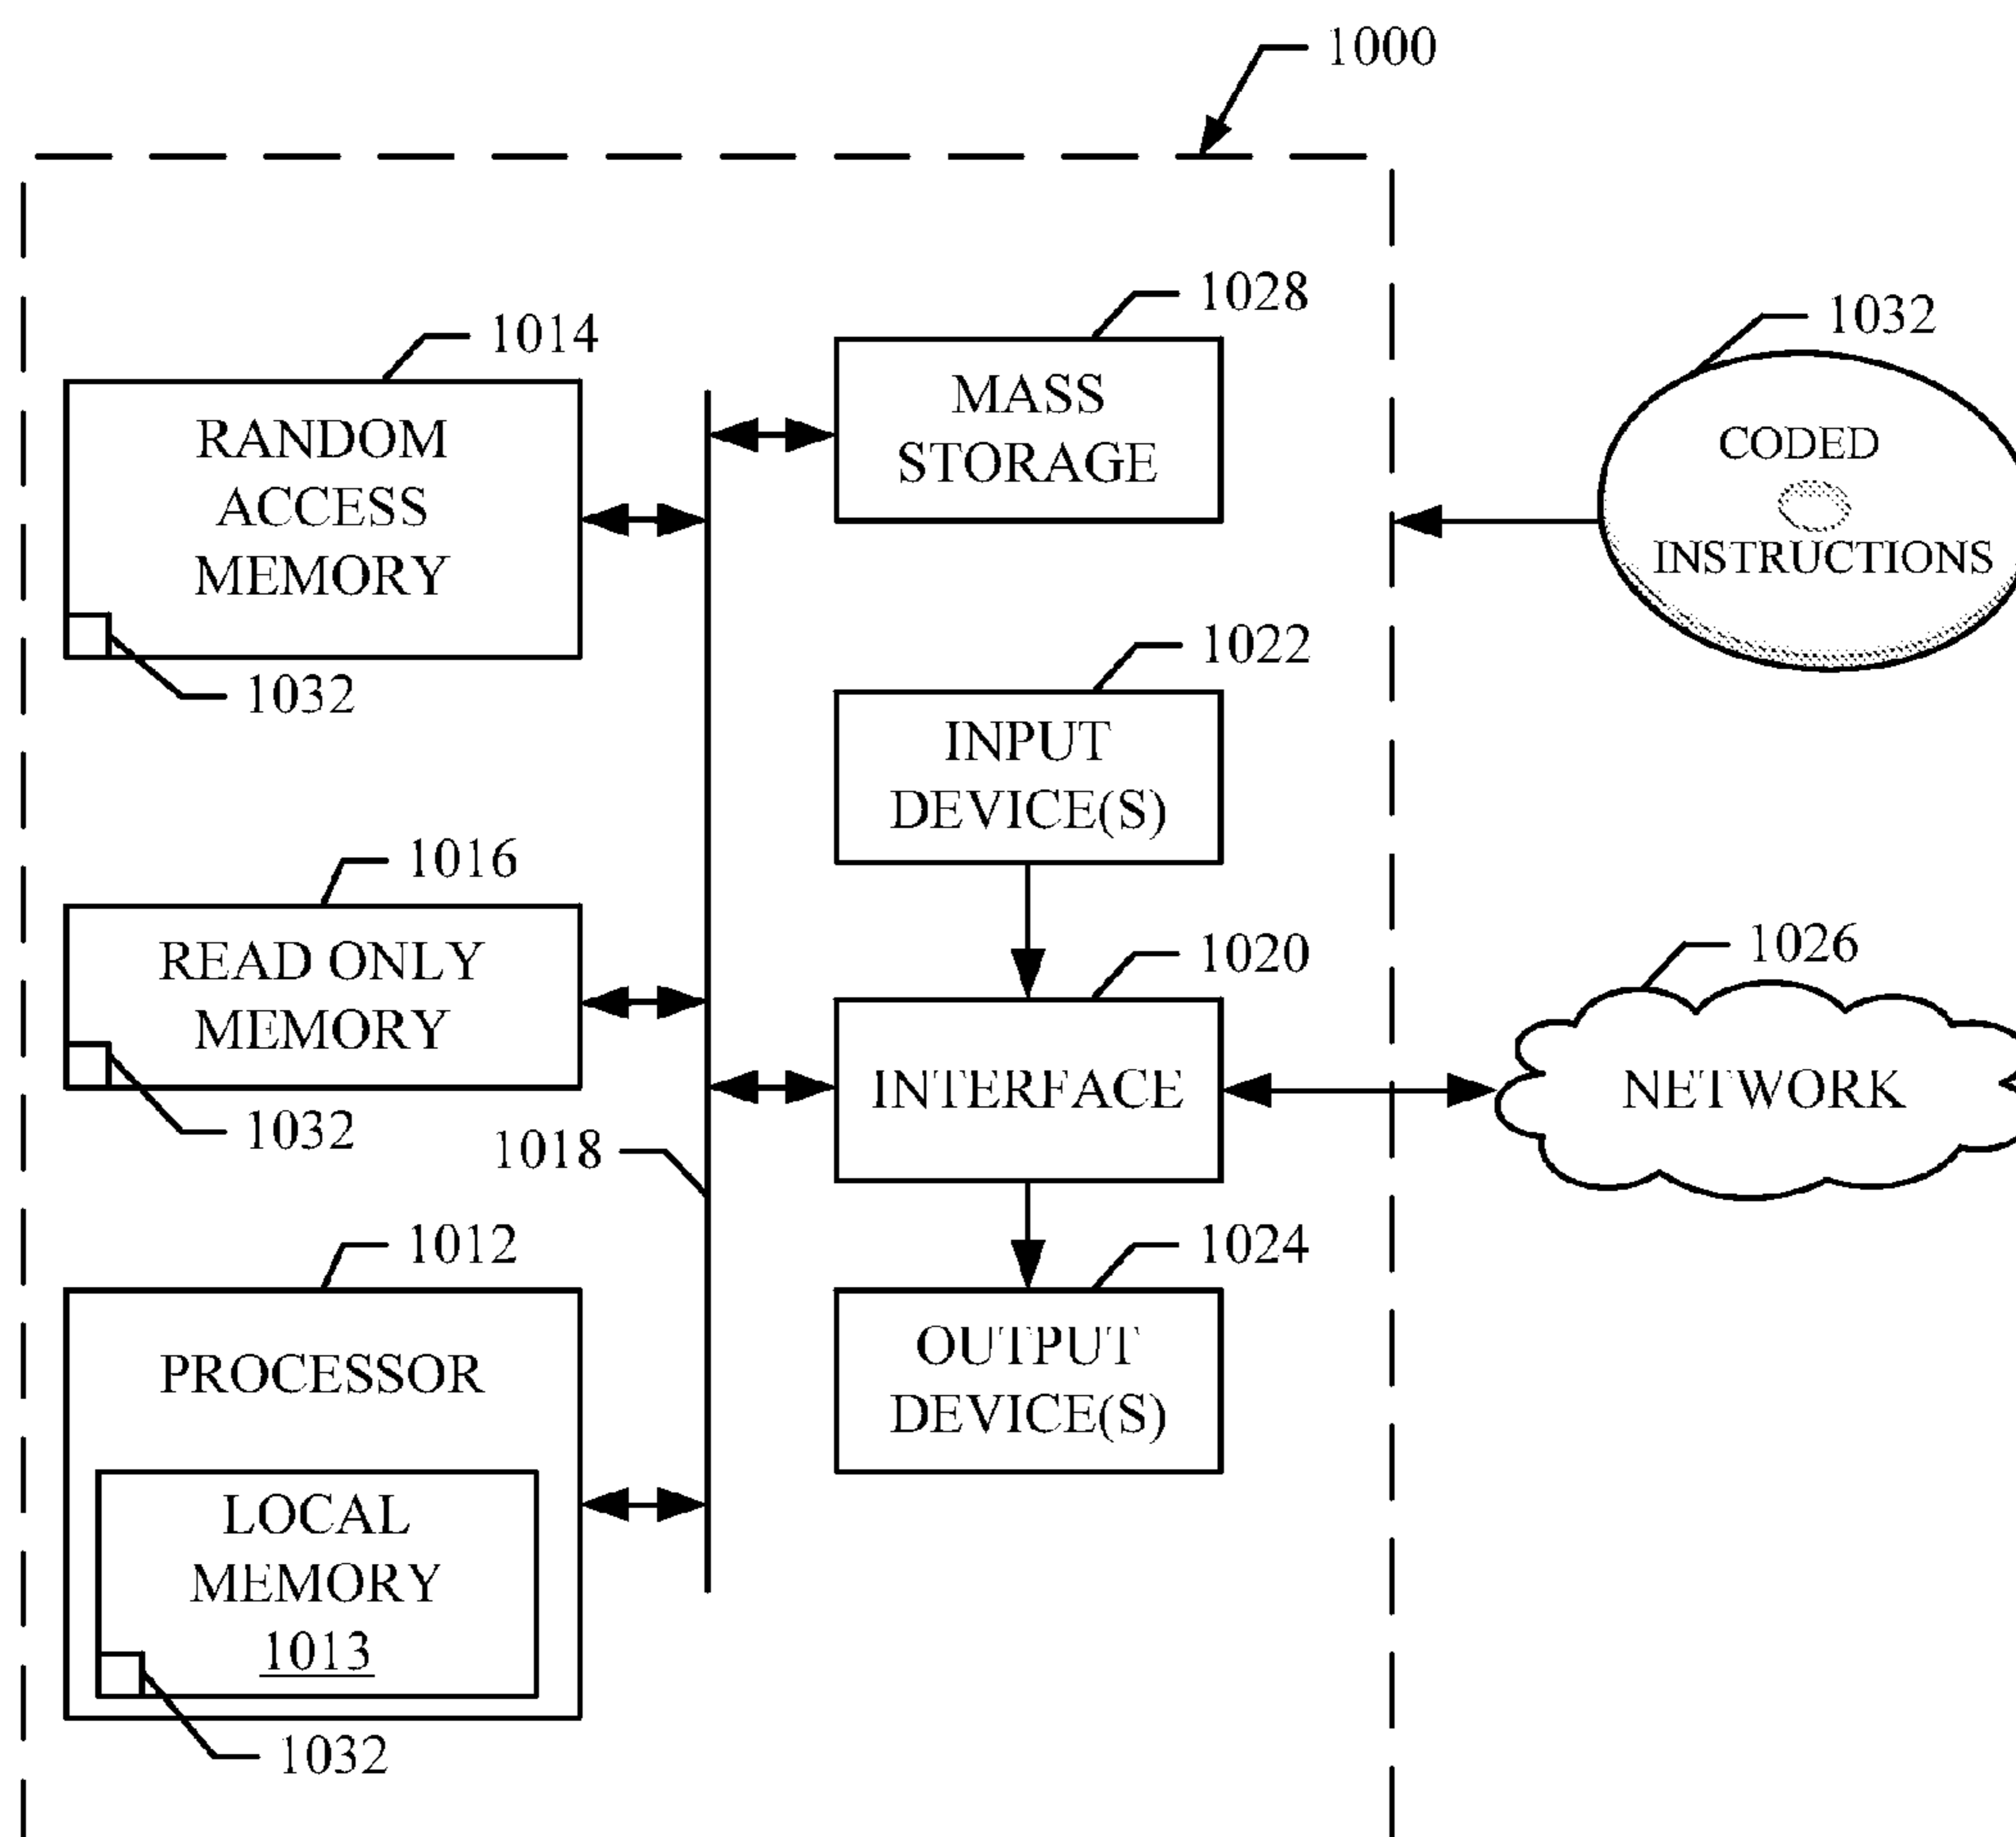 1000
1028
1014
1032
RANDOM
ACCESS
MEMORY
MASS
STORAGE
CODED
INSTRUCTIONS
1032
1022
INPUT
DEVICE(S)
1016
READ ONLY
MEMORY
1032
1020
1026
INTERFACE
NETWORK
1018
1012
1024
PROCESSOR
OUTPUT
DEVICE(S)
LOCAL
MEMORY
1013
1032